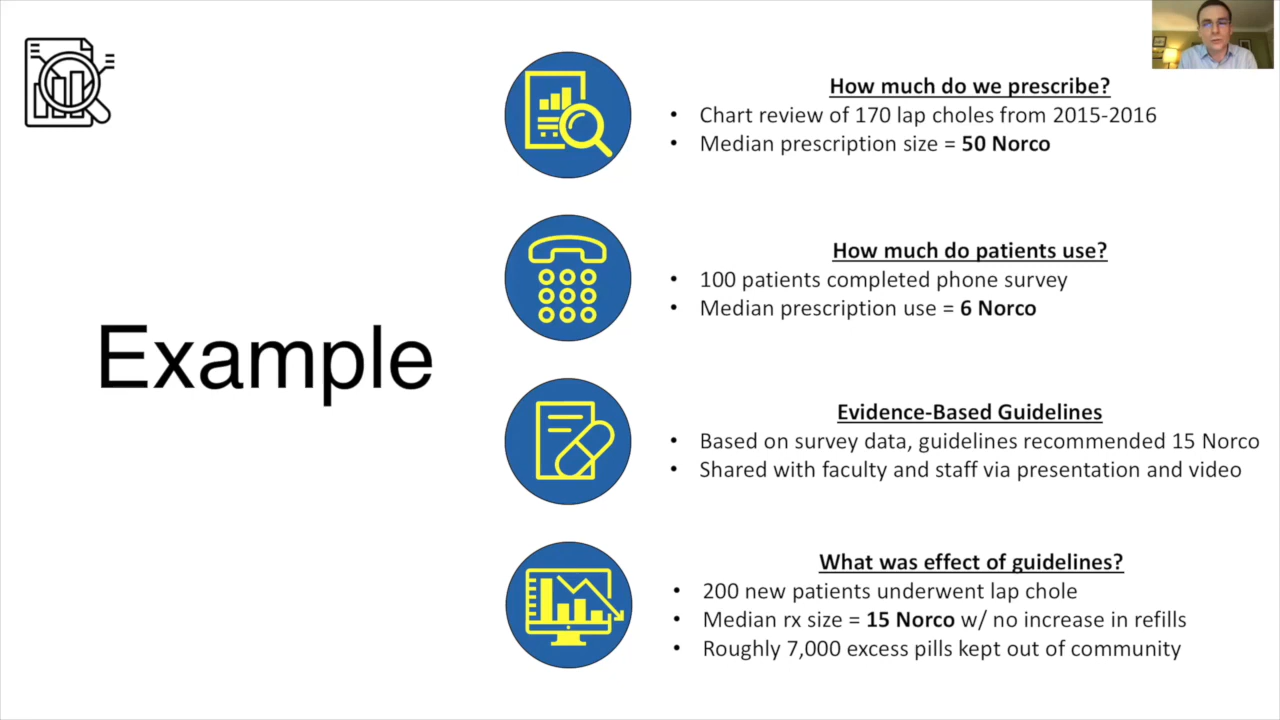 Example
How much do we prescribe?
• Chart review of 170 lap choles from 2015-2016
• Median prescription size = 50 Norco
How much do patients use?
• 100 patients completed phone survey
• Median prescription use = 6 Norco
Evidence-Based Guidelines
• Based on survey data, guidelines recommended 15 Norco
• Shared with faculty and staff via presentation and video
What was effect of guidelines?
• 200 new patients underwent lap chole
• Median rx size = 15 Norco w/ no increase in refills
• Roughly 7,000 excess pills kept out of community